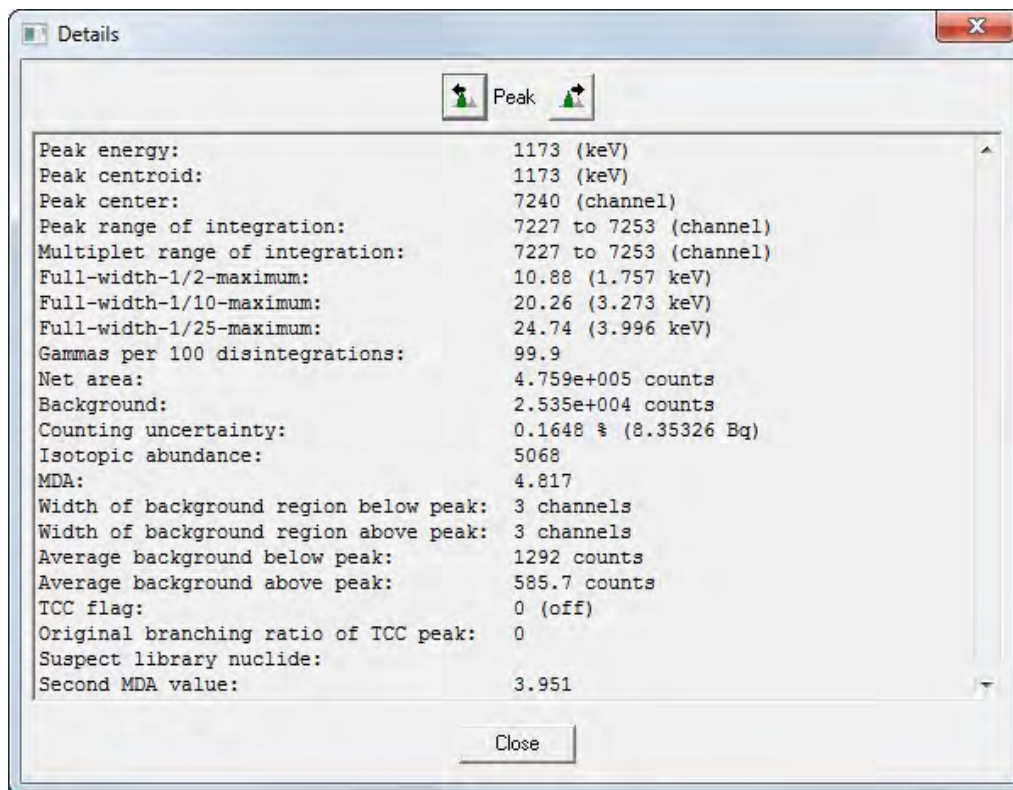 Details
Peak
Peak energy: 1173 (keV)
Peak centroid: 1173 (keV)
Peak center: 7240 (channel)
Peak range of integration: 7227 to 7253 (channel)
Multiplet range of integration: 7227 to 7253 (channel)
Full-width-1/2-maximum: 10.88 (1.757 keV)
Full-width-1/10-maximum: 20.26 (3.273 keV)
Full-width-1/25-maximum: 24.74 (3.996 keV)
Gammas per 100 disintegrations: 99.9
Net area: 4.759e+005 counts
Background: 2.535e+004 counts
Counting uncertainty: 0.1648 % (8.35326 Bq)
Isotopic abundance: 5068
MDA: 4.817
Width of background region below peak: 3 channels
Width of background region above peak: 3 channels
Average background below peak: 1292 counts
Average background above peak: 585.7 counts
TCC flag: 0 (off)
Original branching ratio of TCC peak: 0
Suspect library nuclide:
Second MDA value: 3.951
Close